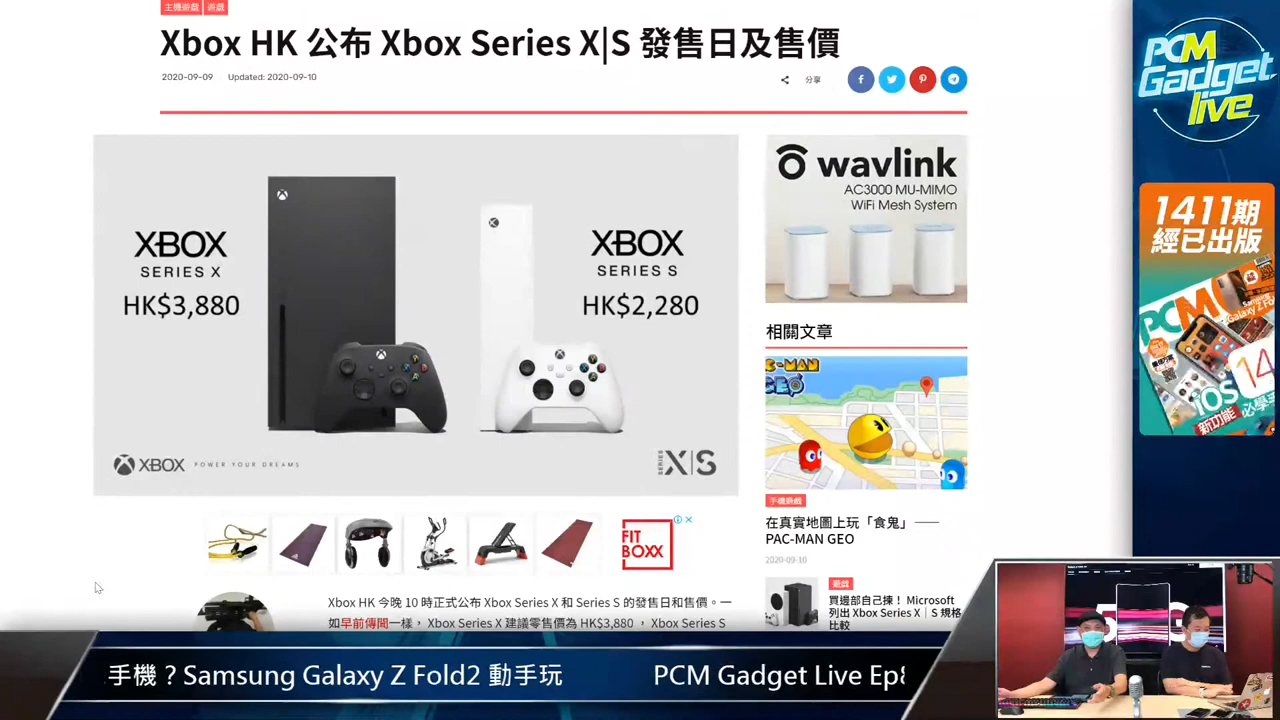 主機遊戲 遊戲
Xbox HK 公布 Xbox Series X|S 發售日及售價
2020-09-09 Updated: 2020-09-10
分享
XBOX
SERIES X
HK$3,880
XBOX
SERIES S
HK$2,280
XBOX POWER YOUR DREAMS
SERIES X|S
wavlink
AC3000 MU-MIMO
WiFi Mesh System
相關文章
C-MAN
GEO
手機遊戲
在真實地圖上玩「食鬼」——
PAC-MAN GEO
2020-09-10
遊戲
買邊部自己揀！ Microsoft
列出 Xbox Series X｜S 規格
比較
FIT
BOXX
Xbox HK 今晚 10 時正式公布 Xbox Series X 和 Series S 的發售日和售價。一
如早前傳聞一樣， Xbox Series X 建議零售價為 HK$3,880 ， Xbox Series S
PCM
Gadget
live
1411期
經已出版
PCM
Galaxy Z Fo
iOS 14
新功能 必學
手機？Samsung Galaxy Z Fold2 動手玩
PCM Gadget Live Ep8